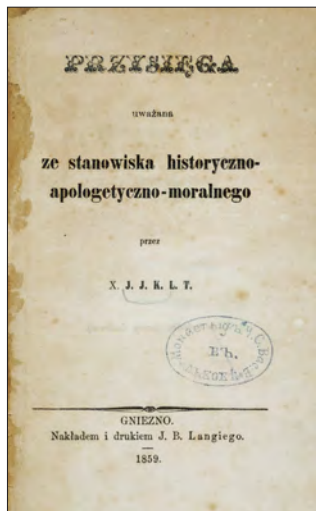 PRZYSIĘGA
uważana
ze stanowiska historyczno-
apologetyczno-moralnego
przez
X. J. J. K. L. T.
GNIEZNO.
Nakładem i drukiem J. B. Langiego.
1859.